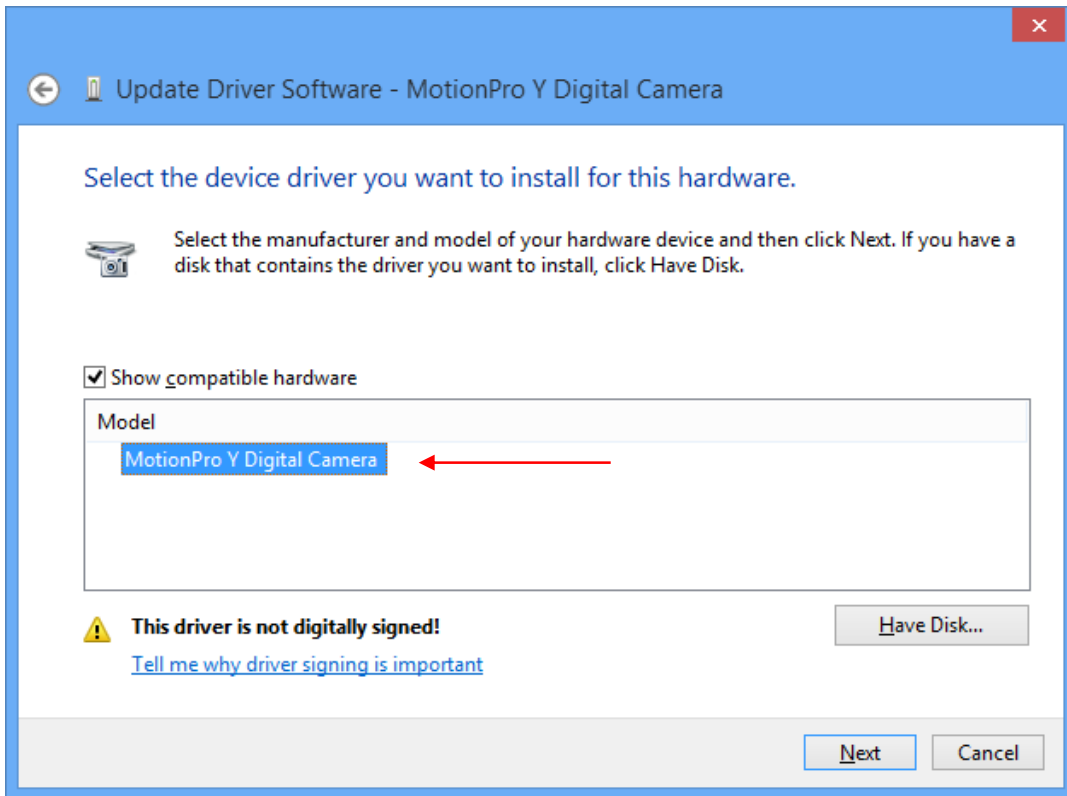 Update Driver Software - MotionPro Y Digital Camera
Select the device driver you want to install for this hardware.
Select the manufacturer and model of your hardware device and then click Next. If you have a
disk that contains the driver you want to install, click Have Disk.
Show compatible hardware
Model
MotionPro Y Digital Camera
This driver is not digitally signed!
Have Disk...
Tell me why driver signing is important
Next
Cancel